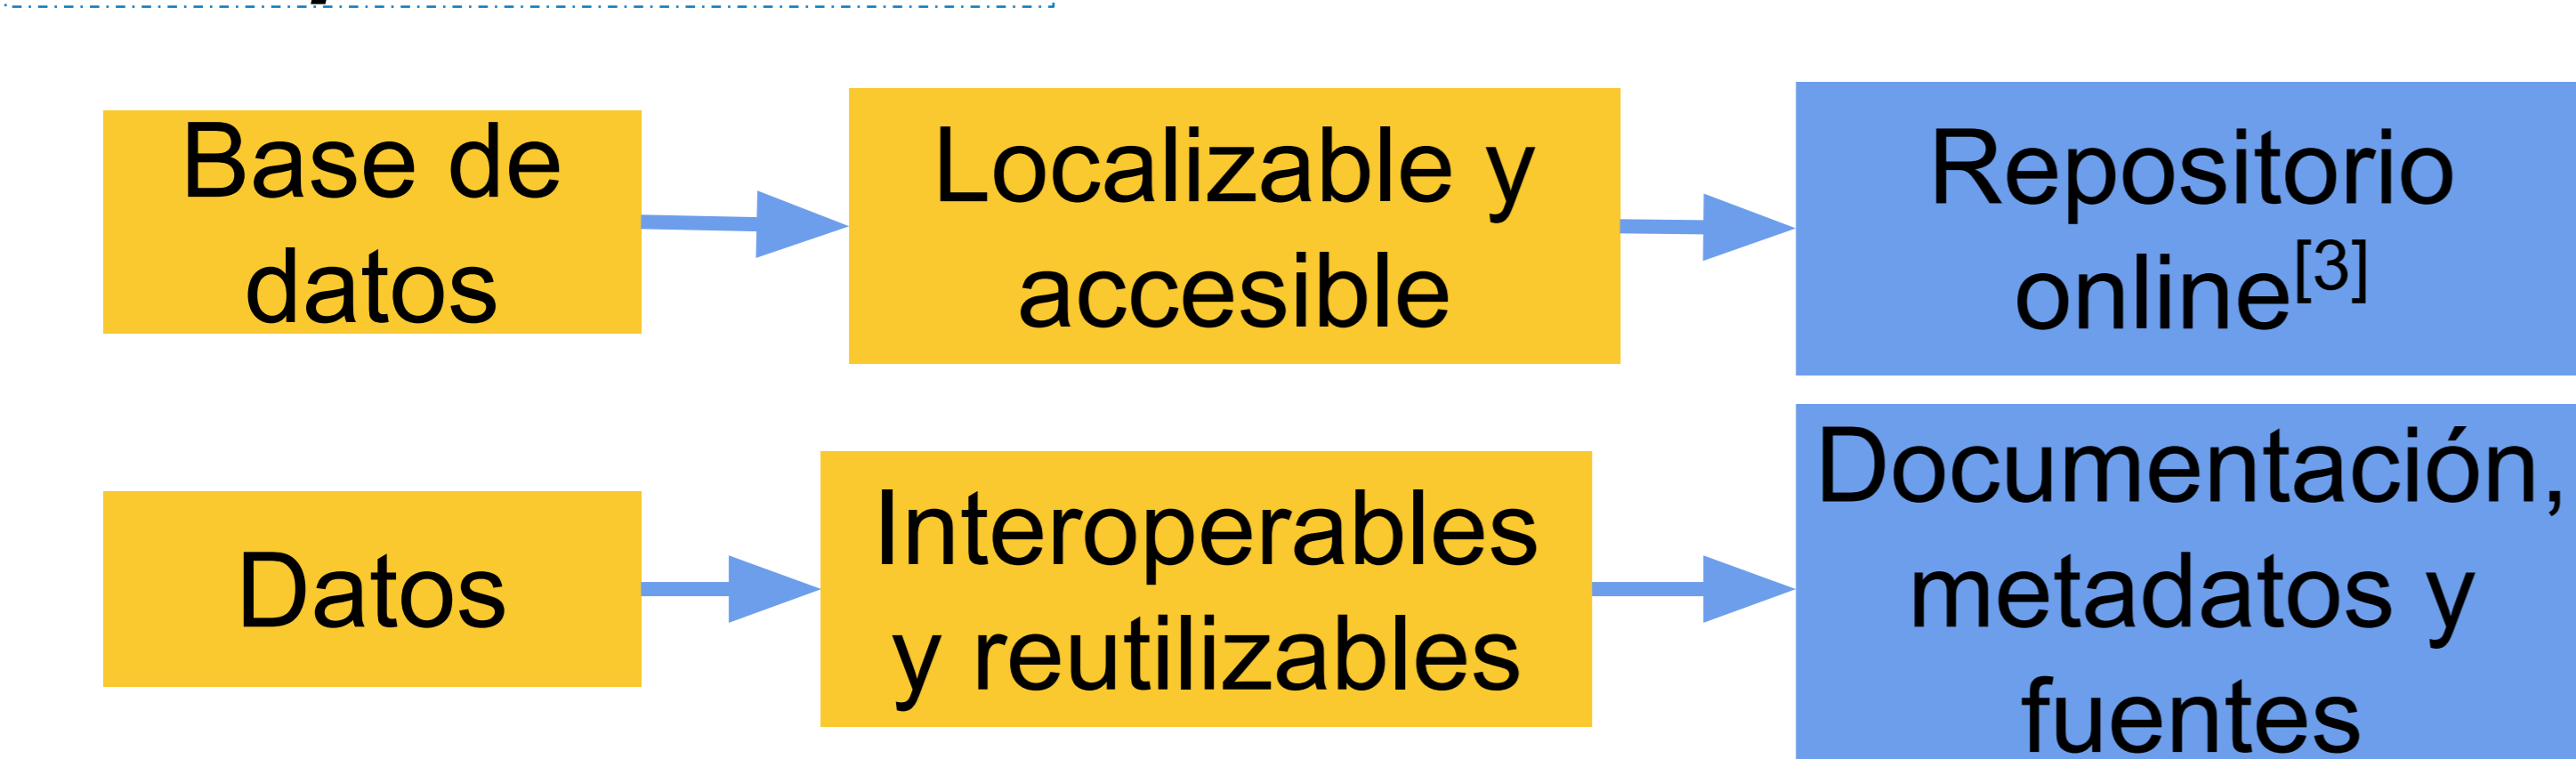 Base de
datos
Localizable y
accesible
Repositorio
online[3]
Datos
Interoperables
y reutilizables
Documentación,
metadatos y
fuentes